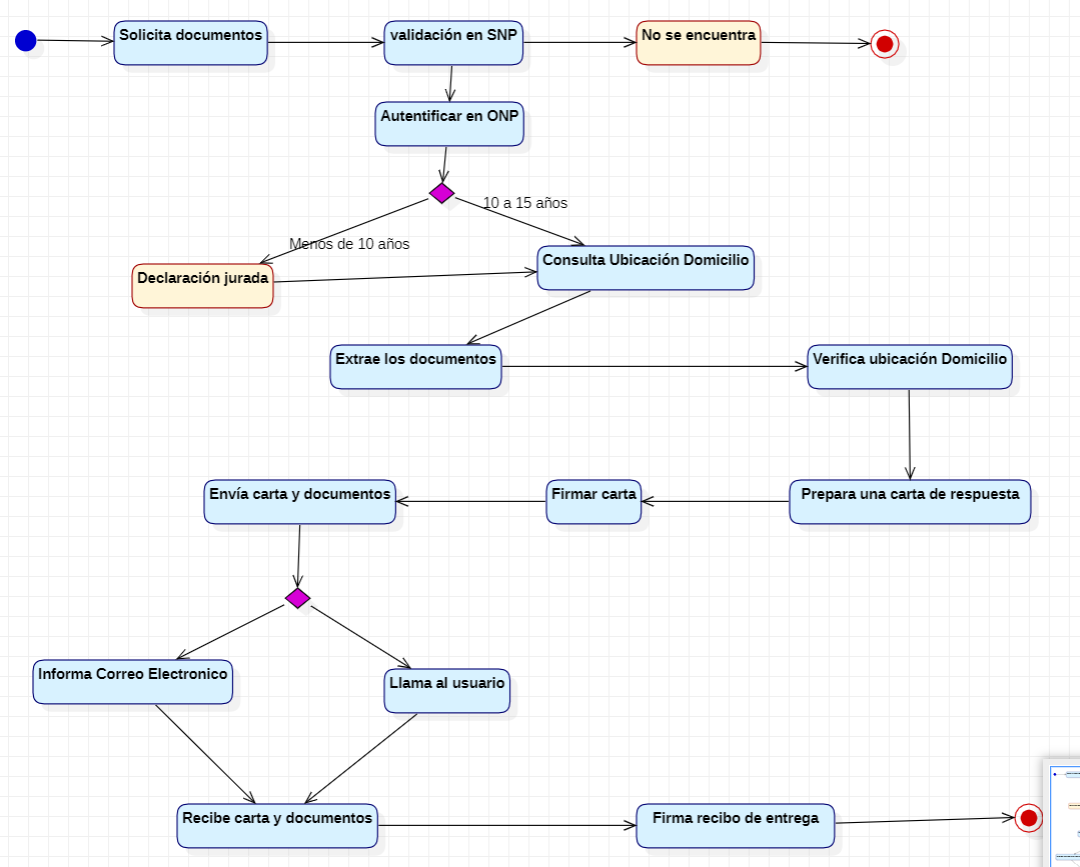 Solicita documentos
validación en SNP
No se encuentra
Autentificar en ONP
10 a 15 años
Menos de 10 años
Consulta Ubicación Domicilio
Declaración jurada
Extrae los documentos
Verifica ubicación Domicilio
Envía carta y documentos
Firmar carta
Prepara una carta de respuesta
Informa Correo Electronico
Llama al usuario
Recibe carta y documentos
Firma recibo de entrega